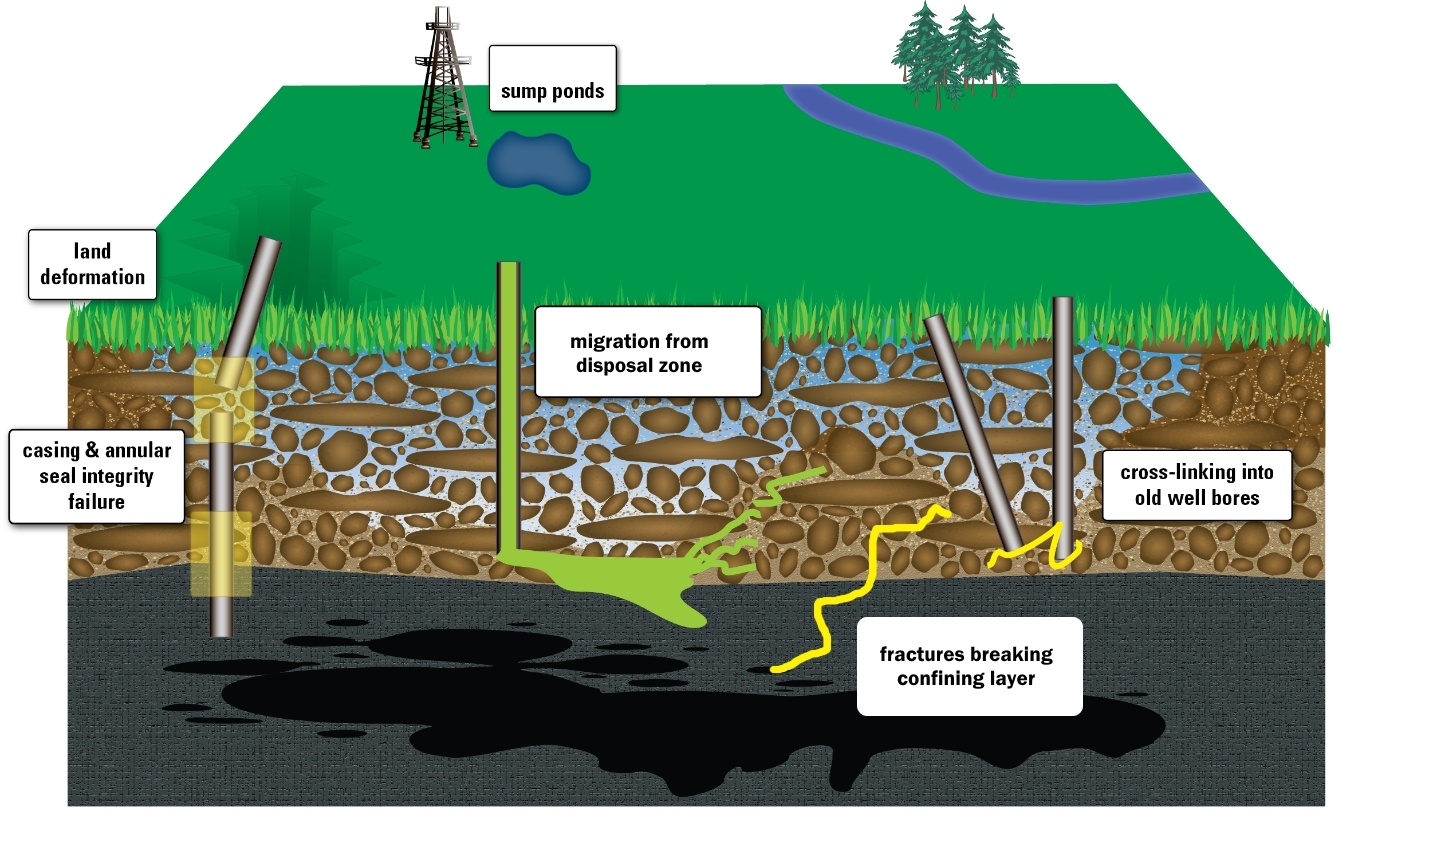 sump ponds
land
deformation
migration from
disposal zone
casing & annular
seal integrity
failure
cross-linking into
old well bores
fractures breaking
confining layer